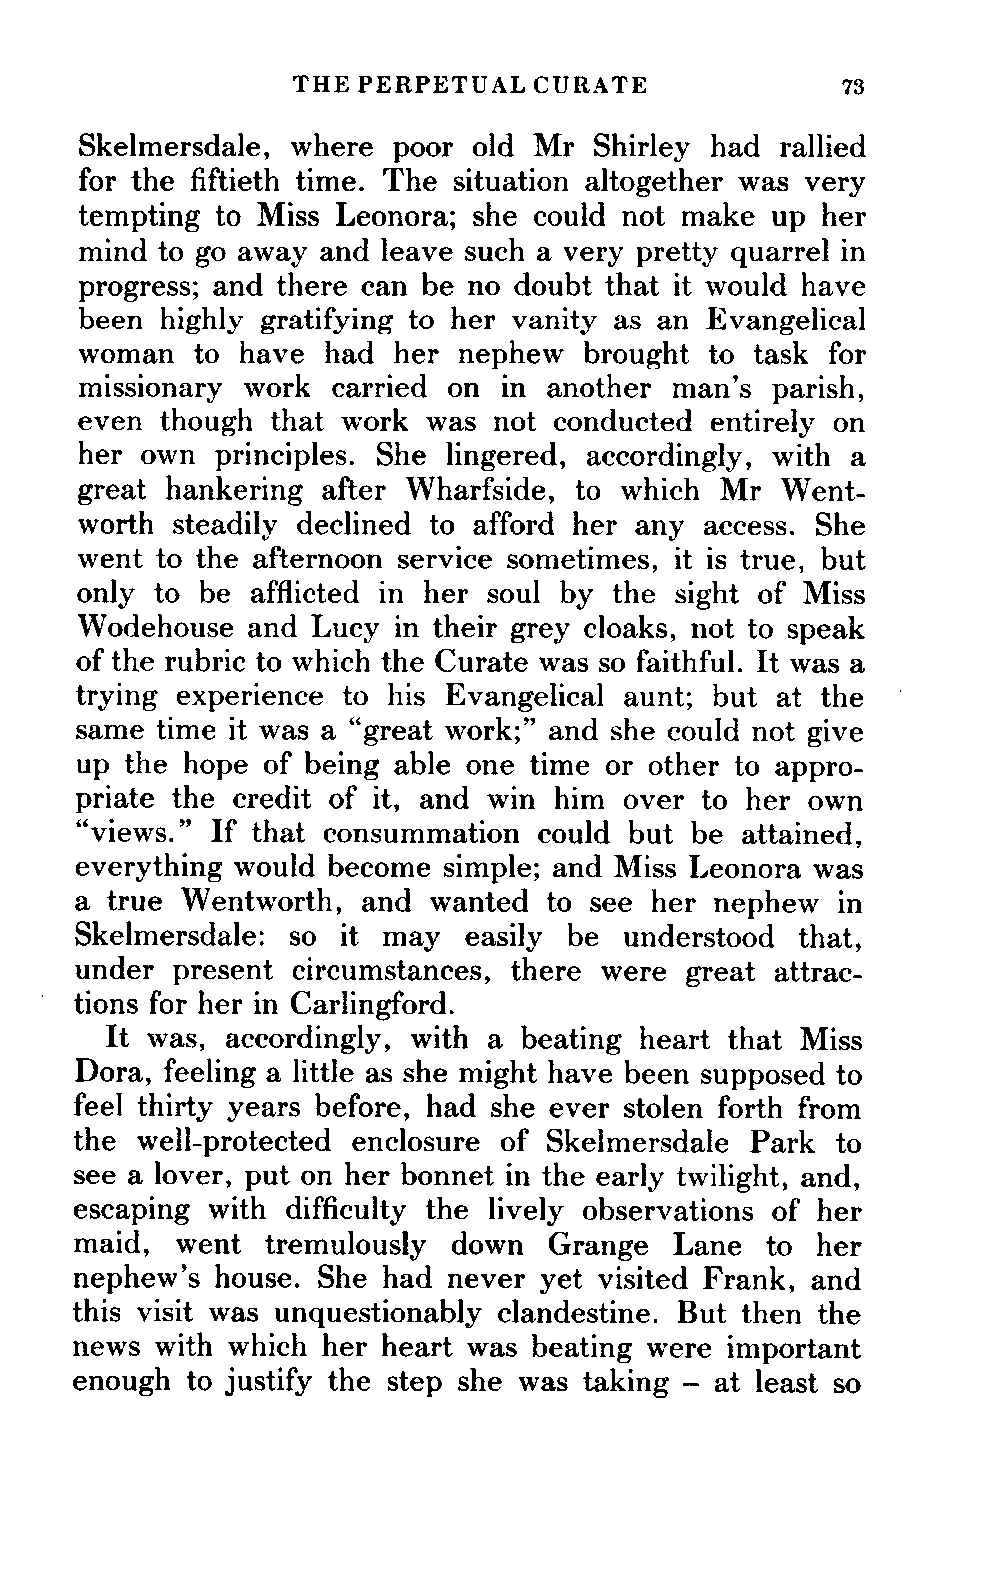 THE PERPETUAL CURATE 73
Skelmersdale, where poor old Mr Shirley had rallied
for the fiftieth time. The situation altogether was very
tempting to Miss Leonora; she could not make up her
mind to go away and leave such a very pretty quarrel in
progress; and there can be no doubt that it would have
been highly gratifying to her vanity as an Evangelical
woman to have had her nephew brought to task for
missionary work carried on in another man's parish,
even though that work was not conducted entirely on
her own principles. She lingered, accordingly, with a
great hankering after Wharfside, to which Mr Went-
worth steadily declined to afford her any access. She
went to the afternoon service sometimes, it is true, but
only to be afflicted in her soul by the sight of Miss
Wodehouse and Lucy in their grey cloaks, not to speak
of the rubric to which the Curate was so faithful. It was a
trying experience to his Evangelical aunt; but at the
same time it was a “great work;” and she could not give
up the hope of being able one time or other to appro-
priate the credit of it, and win him over to her own
“views.” If that consummation could but be attained,
everything would become simple; and Miss Leonora was
a true Wentworth, and wanted to see her nephew in
Skelmersdale: so it may easily be understood that,
under present circumstances, there were great attrac-
tions for her in Carlingford.
It was, accordingly, with a beating heart that Miss
Dora, feeling a little as she might have been supposed to
feel thirty years before, had she ever stolen forth from
the well-protected enclosure of Skelmersdale Park to
see a lover, put on her bonnet in the early twilight, and,
escaping with difficulty the lively observations of her
maid, went tremulously down Grange Lane to her
nephew's house. She had never yet visited Frank, and
this visit was unquestionably clandestine. But then the
news with which her heart was beating were important
enough to justify the step she was taking – at least so